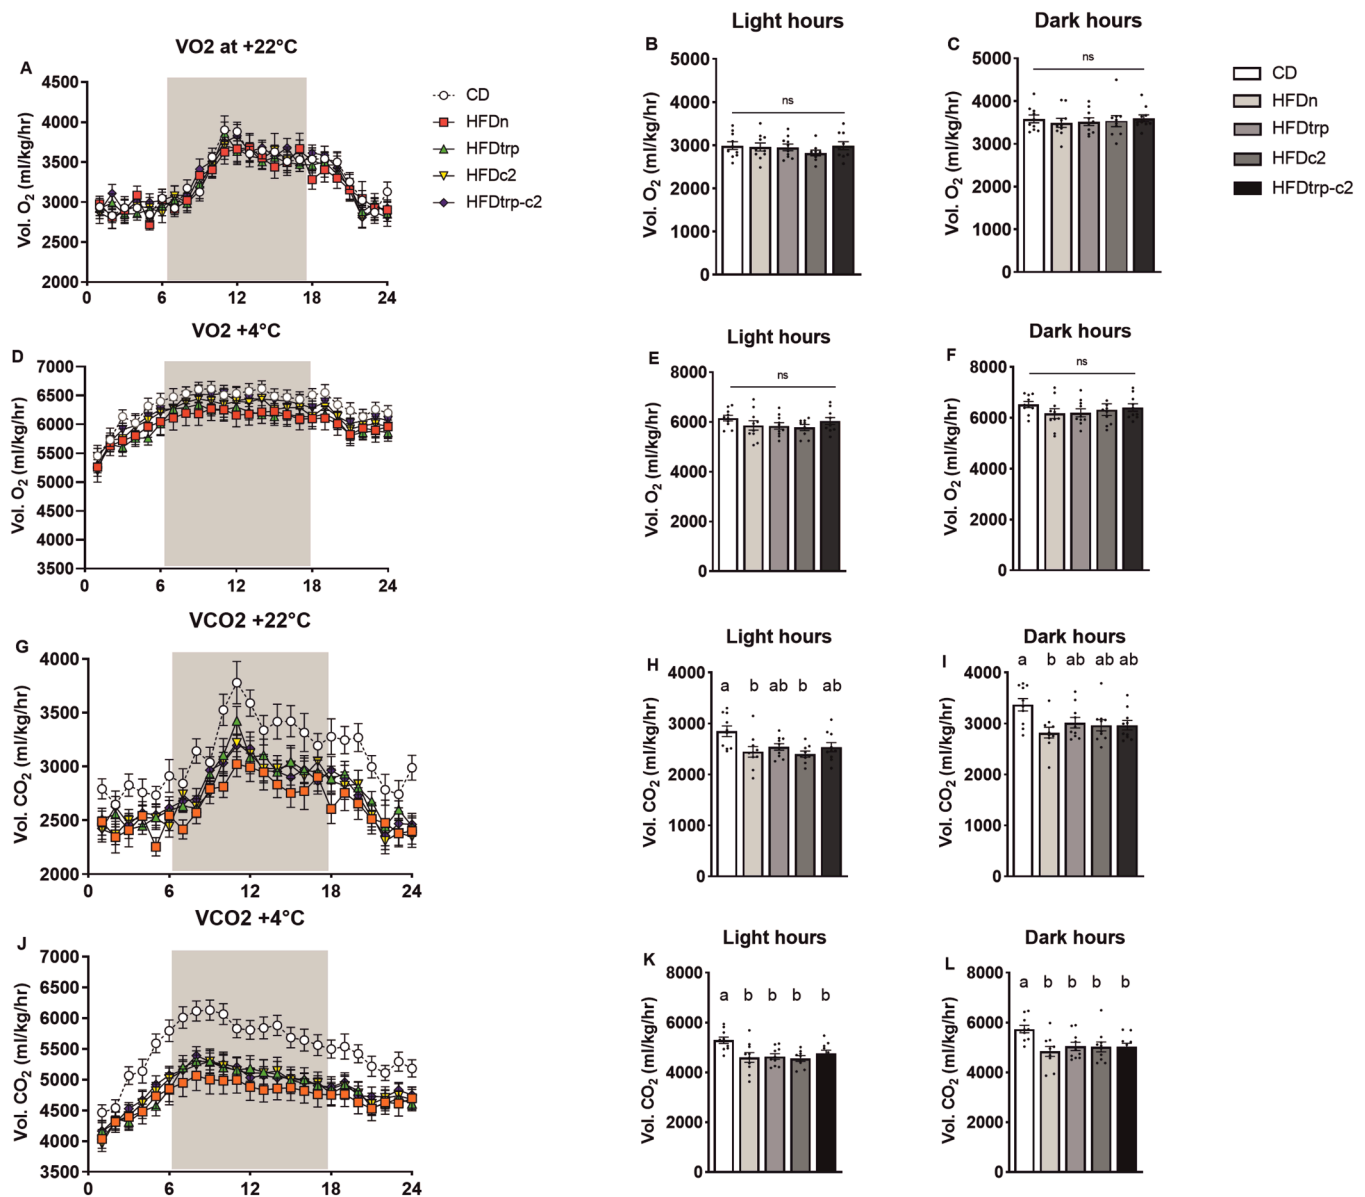 Light hours
Dark hours
VO2 at +22°C
A
4500
4000
3500
3000
2500
2000
0
6
12
18
24
Vol. O2 (ml/kg/hr)
CD
HFDn
HFDtrp
HFDc2
HFDtrp-c2
B
5000
4000
3000
2000
1000
0
Vol. O2 (ml/kg/hr)
ns
C
5000
4000
3000
2000
1000
0
Vol. O2 (ml/kg/hr)
ns
CD
HFDn
HFDtrp
HFDc2
HFDtrp-c2
VO2 +4°C
D
7000
6500
6000
5500
5000
4500
4000
3500
0
6
12
18
24
Vol. O2 (ml/kg/hr)
Light hours
E
8000
6000
4000
2000
0
Vol. O2 (ml/kg/hr)
ns
Dark hours
F
8000
6000
4000
2000
0
Vol. O2 (ml/kg/hr)
ns
VCO2 +22°C
G
4000
3500
3000
2500
2000
0
6
12
18
24
Vol. CO2 (ml/kg/hr)
Light hours
H
4000
3000
2000
1000
0
Vol. CO2 (ml/kg/hr)
a b ab b ab
Dark hours
I
4000
3000
2000
1000
0
Vol. CO2 (ml/kg/hr)
a b ab ab ab
VCO2 +4°C
J
7000
6500
6000
5500
5000
4500
4000
3500
0
6
12
18
24
Vol. CO2 (ml/kg/hr)
Light hours
K
8000
6000
4000
2000
0
Vol. CO2 (ml/kg/hr)
a b b b b
Dark hours
L
8000
6000
4000
2000
0
Vol. CO2 (ml/kg/hr)
a b b b b